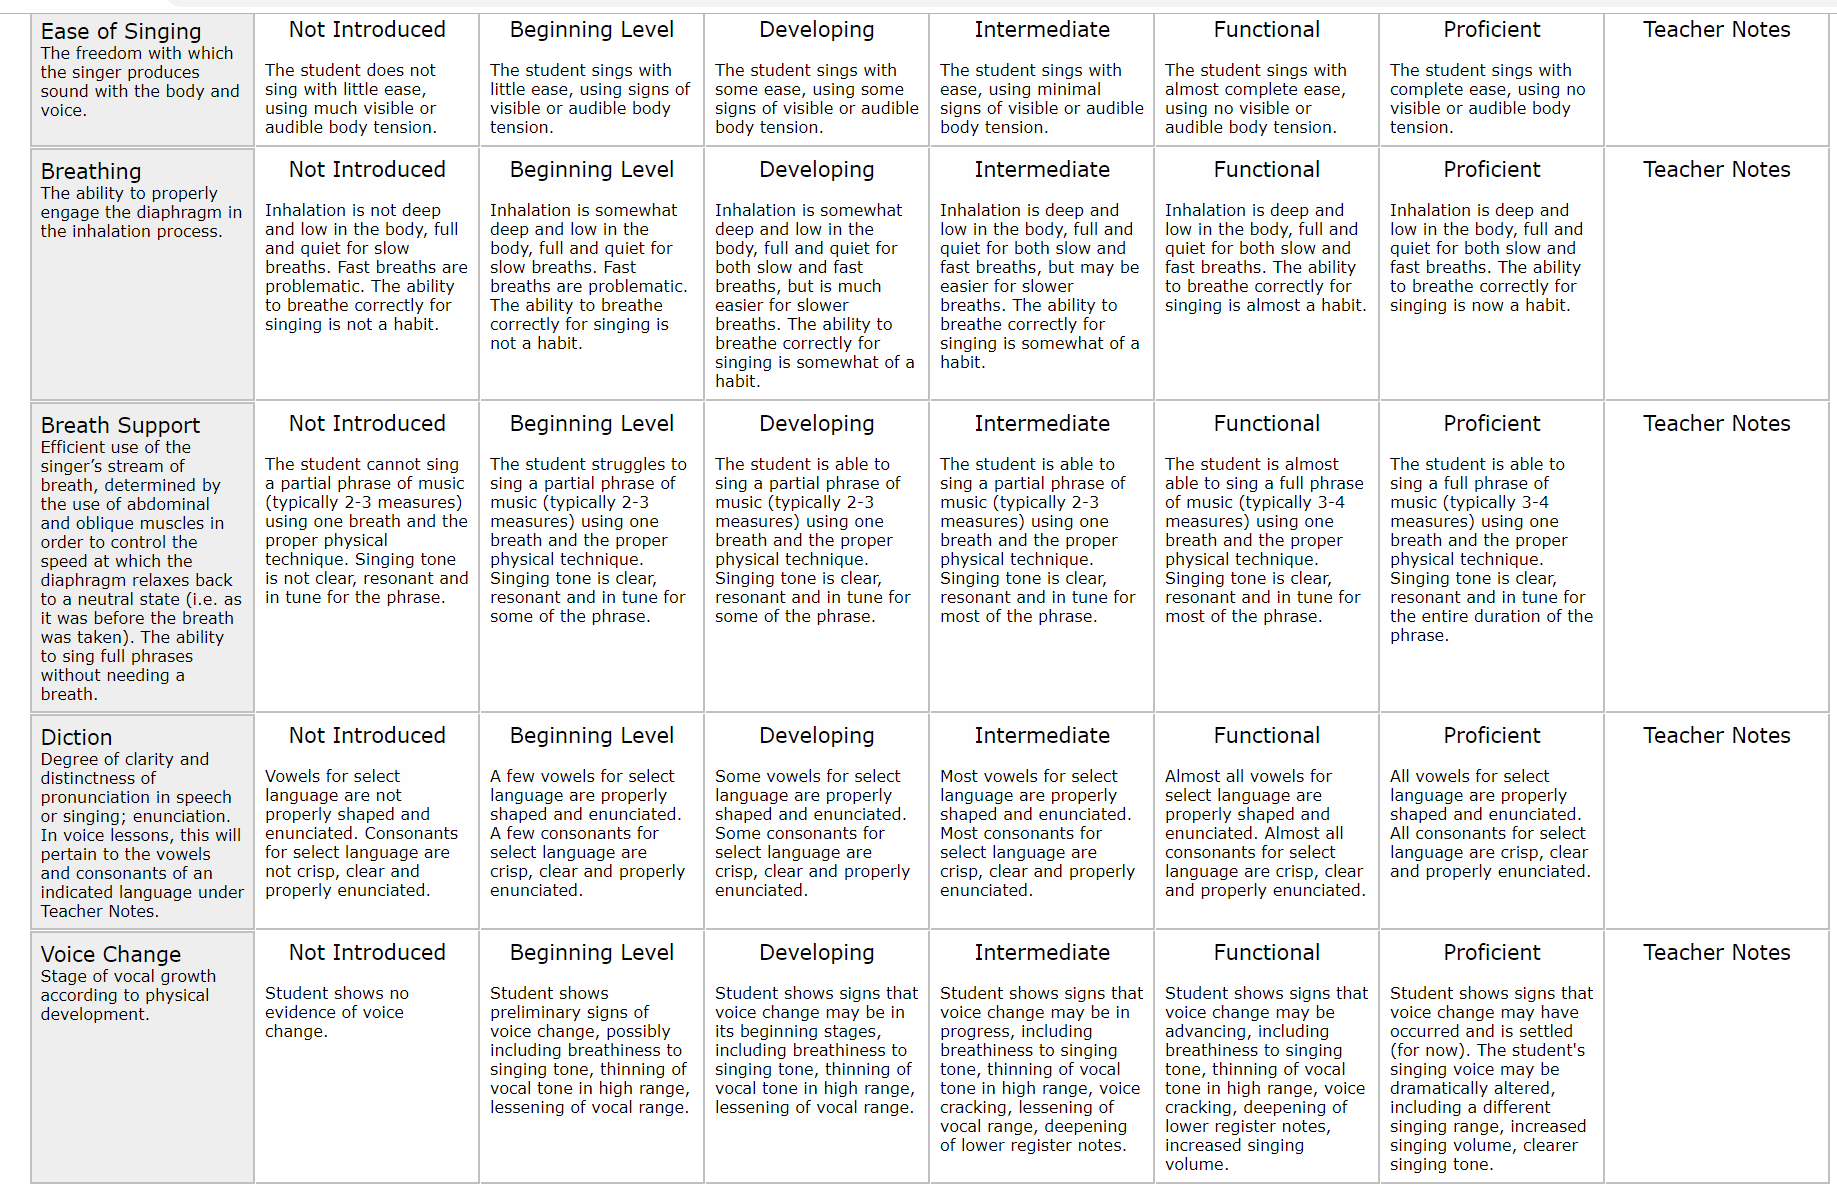 Ease of Singing
The freedom with which
the singer produces
sound with the body and
voice.
Not Introduced
The student does not
sing with little ease,
using much visible or
audible body tension.
Beginning Level
The student sings with
little ease, using signs of
visible or audible body
tension.
Developing
The student sings with
some ease, using some
signs of visible or audible
body tension.
Intermediate
The student sings with
ease, using minimal
signs of visible or audible
body tension.
Functional
The student sings with
almost complete ease,
using no visible or
audible body tension.
Proficient
The student sings with
complete ease, using no
visible or audible body
tension.
Teacher Notes
Breathing
The ability to properly
engage the diaphragm in
the inhalation process.
Not Introduced
Inhalation is not deep
and low in the body, full
and quiet for slow
breaths. Fast breaths are
problematic. The ability
to breathe correctly for
singing is not a habit.
Beginning Level
Inhalation is somewhat
deep and low in the
body, full and quiet for
slow breaths. Fast
breaths are problematic.
The ability to breathe
correctly for singing is
not a habit.
Developing
Inhalation is somewhat
deep and low in the
body, full and quiet for
both slow and fast
breaths, but is much
easier for slower
breaths. The ability to
breathe correctly for
singing is somewhat of a
habit.
Intermediate
Inhalation is deep and
low in the body, full and
quiet for both slow and
fast breaths, but may be
easier for slower
breaths. The ability to
breathe correctly for
singing is somewhat of a
habit.
Functional
Inhalation is deep and
low in the body, full and
quiet for both slow and
fast breaths. The ability
to breathe correctly for
singing is almost a habit.
Proficient
Inhalation is deep and
low in the body, full and
quiet for both slow and
fast breaths. The ability
to breathe correctly for
singing is now a habit.
Teacher Notes
Breath Support
Efficient use of the
singer’s stream of
breath, determined by
the use of abdominal
and oblique muscles in
order to control the
speed at which the
diaphragm relaxes back
to a neutral state (i.e. as
it was before the breath
was taken). The ability
to sing full phrases
without needing a
breath.
Not Introduced
The student cannot sing
a partial phrase of music
(typically 2-3 measures)
using one breath and the
proper physical
technique. Singing tone
is not clear, resonant and
in tune for the phrase.
Beginning Level
The student struggles to
sing a partial phrase of
music (typically 2-3
measures) using one
breath and the proper
physical technique.
Singing tone is clear,
resonant and in tune for
some of the phrase.
Developing
The student is able to
sing a partial phrase of
music (typically 2-3
measures) using one
breath and the proper
physical technique.
Singing tone is clear,
resonant and in tune for
some of the phrase.
Intermediate
The student is able to
sing a partial phrase of
music (typically 2-3
measures) using one
breath and the proper
physical technique.
Singing tone is clear,
resonant and in tune for
most of the phrase.
Functional
The student is almost
able to sing a full phrase
of music (typically 3-4
measures) using one
breath and the proper
physical technique.
Singing tone is clear,
resonant and in tune for
most of the phrase.
Proficient
The student is able to
sing a full phrase of
music (typically 3-4
measures) using one
breath and the proper
physical technique.
Singing tone is clear,
resonant and in tune for
the entire duration of the
phrase.
Teacher Notes
Diction
Degree of clarity and
distinctness of
pronunciation in speech
or singing; enunciation.
In voice lessons, this will
pertain to the vowels
and consonants of an
indicated language under
Teacher Notes.
Not Introduced
Vowels for select
language are not
properly shaped and
enunciated. Consonants
for select language are
not crisp, clear and
properly enunciated.
Beginning Level
A few vowels for select
language are properly
shaped and enunciated.
A few consonants for
select language are
crisp, clear and properly
enunciated.
Developing
Some vowels for select
language are properly
shaped and enunciated.
Some consonants for
select language are
crisp, clear and properly
enunciated.
Intermediate
Most vowels for select
language are properly
shaped and enunciated.
Most consonants for
select language are
crisp, clear and properly
enunciated.
Functional
Almost all vowels for
select language are
properly shaped and
enunciated. Almost all
consonants for select
language are crisp, clear
and properly enunciated.
Proficient
All vowels for select
language are properly
shaped and enunciated.
All consonants for select
language are crisp, clear
and properly enunciated.
Teacher Notes
Voice Change
Stage of vocal growth
according to physical
development.
Not Introduced
Student shows no
evidence of voice
change.
Beginning Level
Student shows
preliminary signs of
voice change, possibly
including breathiness to
singing tone, thinning of
vocal tone in high range,
lessening of vocal range.
Developing
Student shows signs that
voice change may be in
its beginning stages,
including breathiness to
singing tone, thinning of
vocal tone in high range,
lessening of vocal range.
Intermediate
Student shows signs that
voice change may be in
progress, including
breathiness to singing
tone, thinning of vocal
tone in high range, voice
cracking, lessening of
vocal range, deepening
of lower register notes.
Functional
Student shows signs that
voice change may be
advancing, including
breathiness to singing
tone, thinning of vocal
tone in high range, voice
cracking, deepening of
lower register notes,
increased singing
volume.
Proficient
Student shows signs that
voice change may have
occurred and is settled
(for now). The student's
singing voice may be
dramatically altered,
including a different
singing range, increased
singing volume, clearer
singing tone.
Teacher Notes